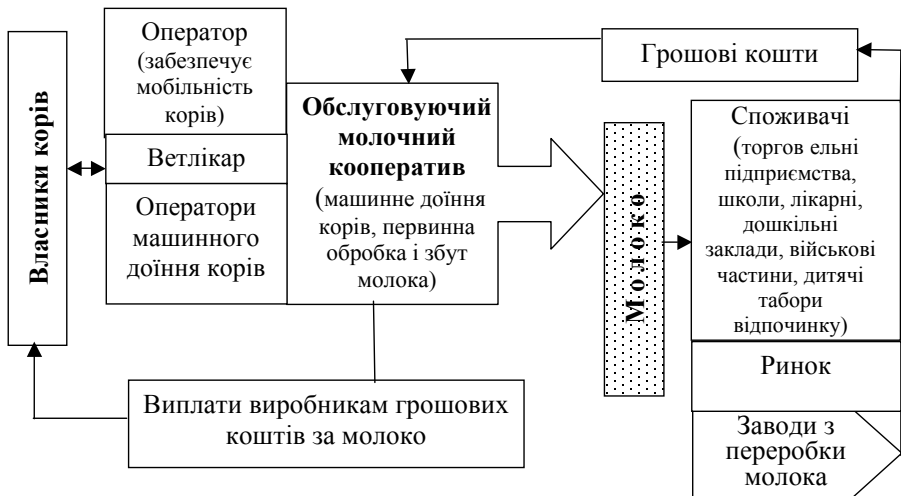 Власники корів
Оператор
(забезпечує
мобільність
корів)
Ветлікар
Оператори
машинного
доїння корів
Обслуговуючий
молочний
кооператив
(машинне доїння
корів, первинна
обробка і збут
молока)
Грошові кошти
Молоко
Споживачі
(торгов ельні
підприємства,
школи, лікарні,
дошкільні
заклади, військові
частини, дитячі
табори
відпочинку)
Ринок
Заводи з
переробки
молока
Виплати виробникам грошових
коштів за молоко